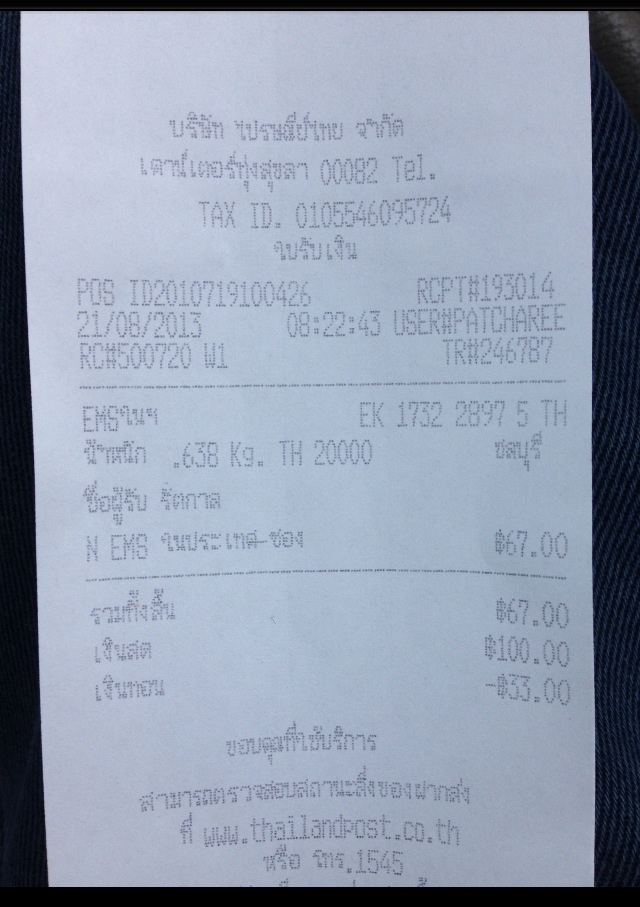 บริษัท ไปรษณีย์ไทย จำกัด
เคาน์เตอร์ทุ่งสุขลา 00082 Tel.
TAX ID. 0105546095724
ใบรับเงิน
POS ID2010719100426 RCPT#193014
21/08/2013 08:22:43 USER#PATCHAREE
RC#500720 W1 TR#246787
EMSในฯ EK 1732 2897 5 TH
น้ำหนัก .638 Kg. TH 20000 ชลบุรี
ชื่อผู้รับ รัตกาล
N EMS ในประเทศ-ซอง ฿67.00
รวมทั้งสิ้น ฿67.00
เงินสด ฿100.00
เงินทอน -฿33.00
ขอบคุณที่ใช้บริการ
สามารถตรวจสอบสถานะสิ่งของฝากส่ง
ที่ www.thailandpost.co.th
หรือ โทร.1545